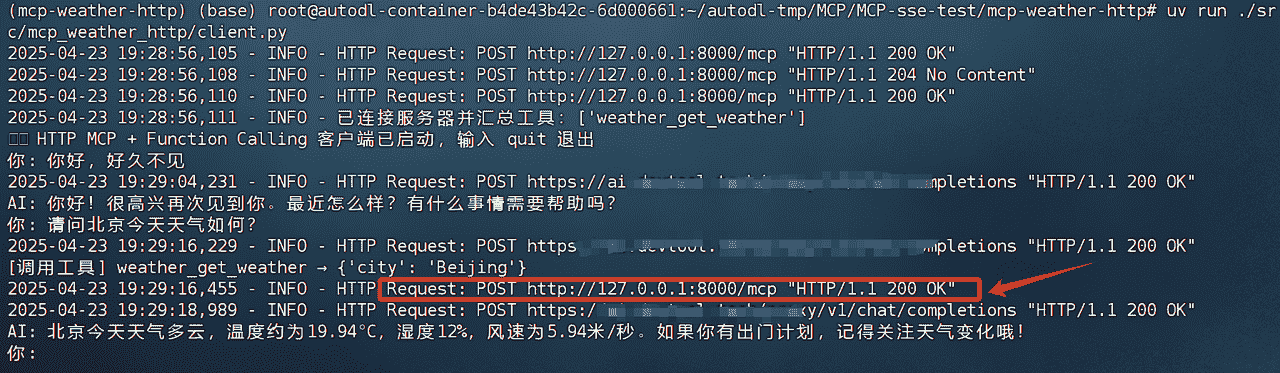 (mcp-weather-http) (base) root@autodl-container-b4de43b42c-6d000661:~/autodl-tmp/MCP/MCP-sse-test/mcp-weather-http# uv run ./sr
c/mcp_weather_http/client.py
2025-04-23 19:28:56,105 - INFO - HTTP Request: POST http://127.0.0.1:8000/mcp "HTTP/1.1 200 OK"
2025-04-23 19:28:56,108 - INFO - HTTP Request: POST http://127.0.0.1:8000/mcp "HTTP/1.1 204 No Content"
2025-04-23 19:28:56,110 - INFO - HTTP Request: POST http://127.0.0.1:8000/mcp "HTTP/1.1 200 OK"
2025-04-23 19:28:56,111 - INFO - 已连接服务器并汇总工具：['weather_get_weather']
HTTP MCP + Function Calling 客户端已启动，输入 quit 退出
你: 你好，好久不见
2025-04-23 19:29:04,231 - INFO - HTTP Request: POST https://ai mpletions "HTTP/1.1 200 OK"
AI: 你好！很高兴再次见到你。最近怎么样？有什么事情需要帮助吗？
你: 请问北京今天天气如何？
2025-04-23 19:29:16,229 - INFO - HTTP Request: POST https mpletions "HTTP/1.1 200 OK"
[调用工具] weather_get_weather → {'city': 'Beijing'}
2025-04-23 19:29:16,455 - INFO - HTTP Request: POST http://127.0.0.1:8000/mcp "HTTP/1.1 200 OK"
2025-04-23 19:29:18,989 - INFO - HTTP Request: POST https:/ xy/v1/chat/completions "HTTP/1.1 200 OK"
AI: 北京今天天气多云，温度约为19.94°C，湿度12%，风速为5.94米/秒。如果你有出门计划，记得关注天气变化哦！
你: